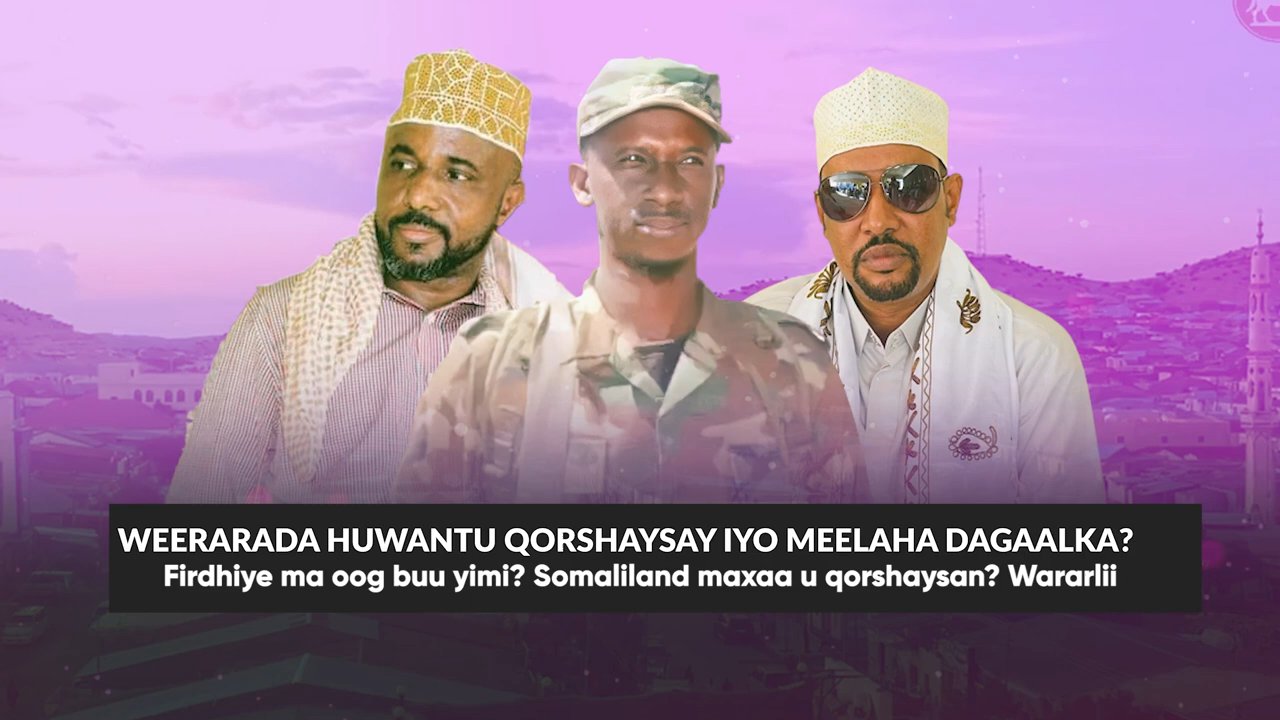 WEERARADA HUWANTU QORSHAYSAY IYO MEELAHA DAGAALKA?
Firdhiye ma oog buu yimi? Somaliland maxaa u qorshaysan? Wararlii